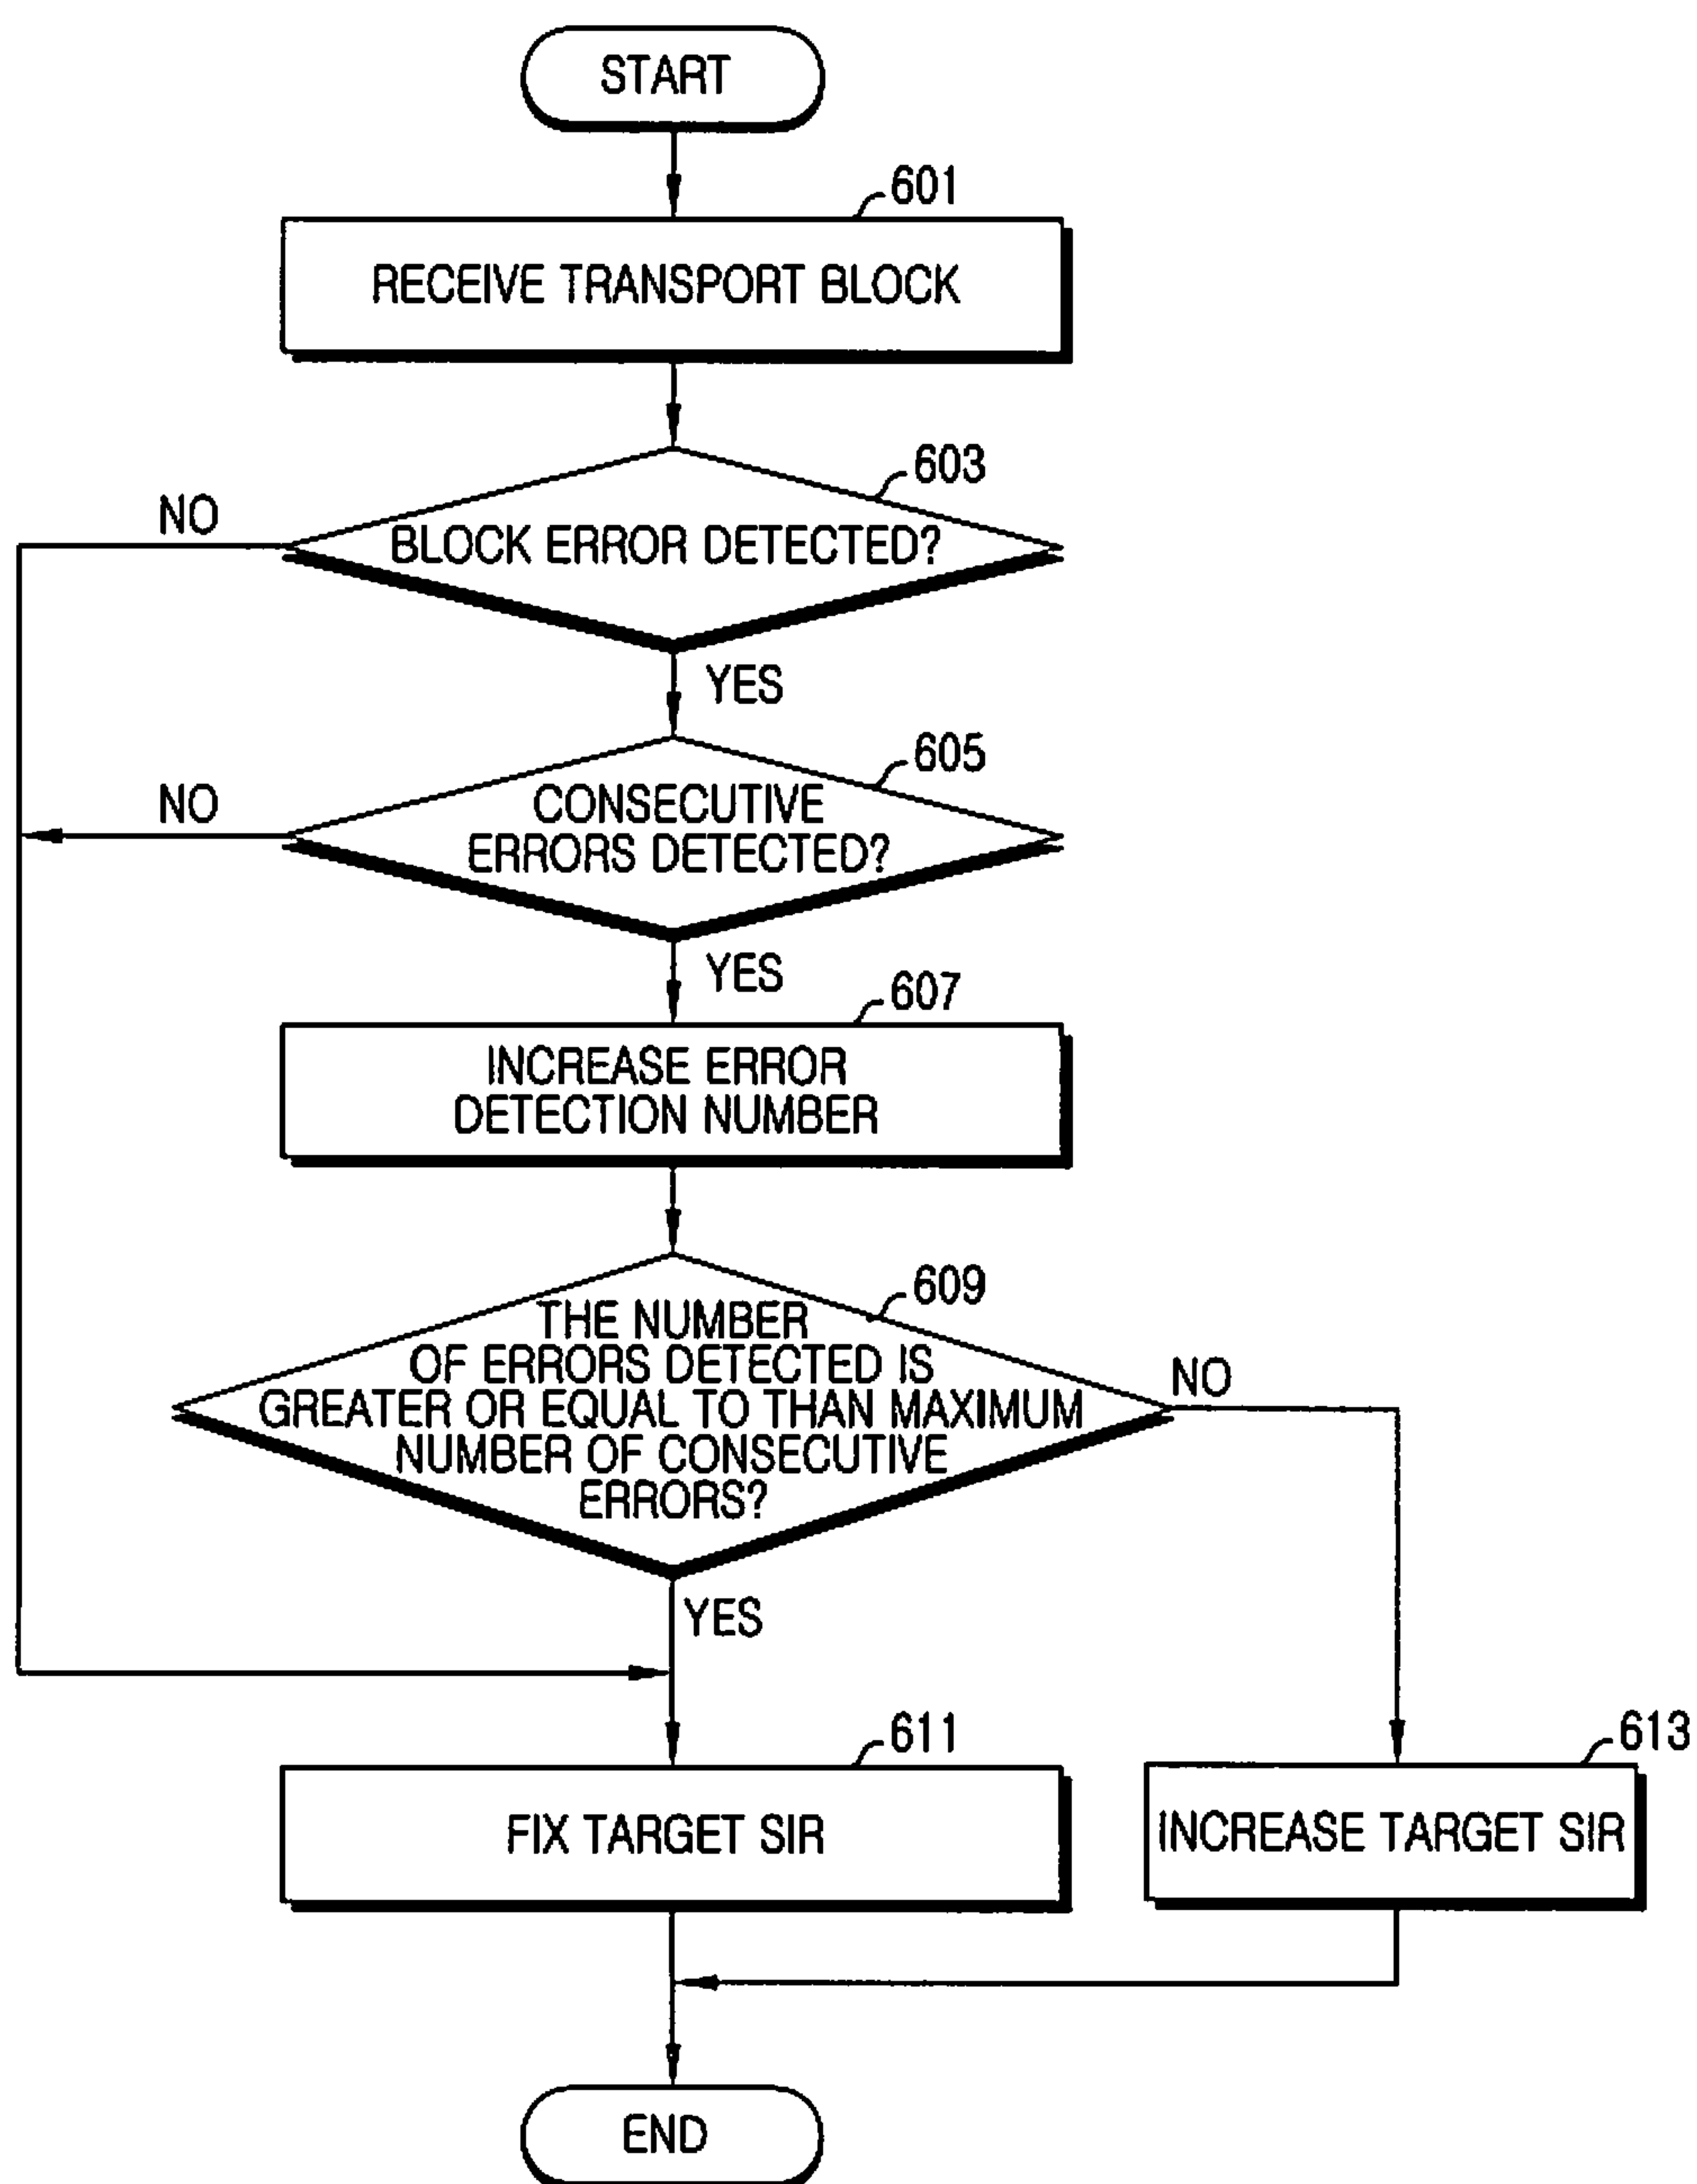 START
601
RECEIVE TRANSPORT BLOCK
603
NO
BLOCK ERROR DETECTED?
YES
605
NO
CONSECUTIVE
ERRORS DETECTED?
YES
607
INCREASE ERROR
DETECTION NUMBER
609
THE NUMBER
OF ERRORS DETECTED IS
NO
GREATER OR EQUAL TO THAN MAXIMUM
NUMBER OF CONSECUTIVE
ERRORS?
YES
611
613
FIX TARGET SIR
INCREASE TARGET SIR
END